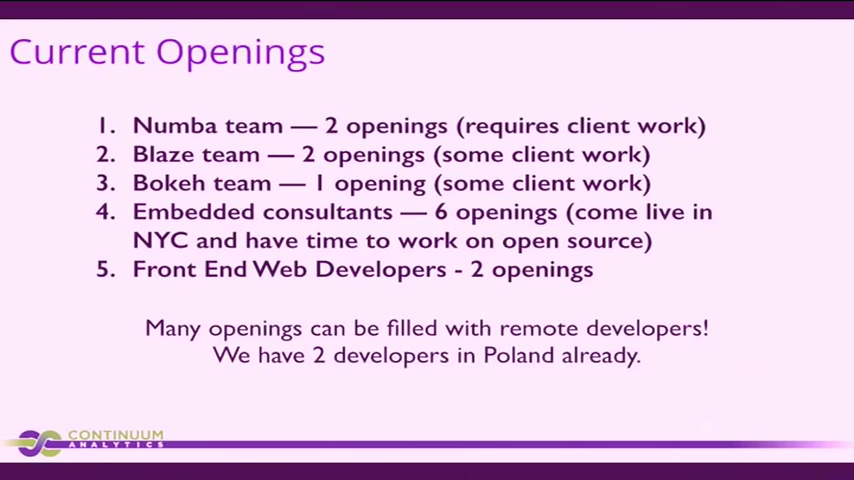 Current Openings
1. Numba team — 2 openings (requires client work)
2. Blaze team — 2 openings (some client work)
3. Bokeh team — 1 opening (some client work)
4. Embedded consultants — 6 openings (come live in
NYC and have time to work on open source)
5. Front End Web Developers - 2 openings
Many openings can be filled with remote developers!
We have 2 developers in Poland already.
CONTINUUM
ANALYTICS